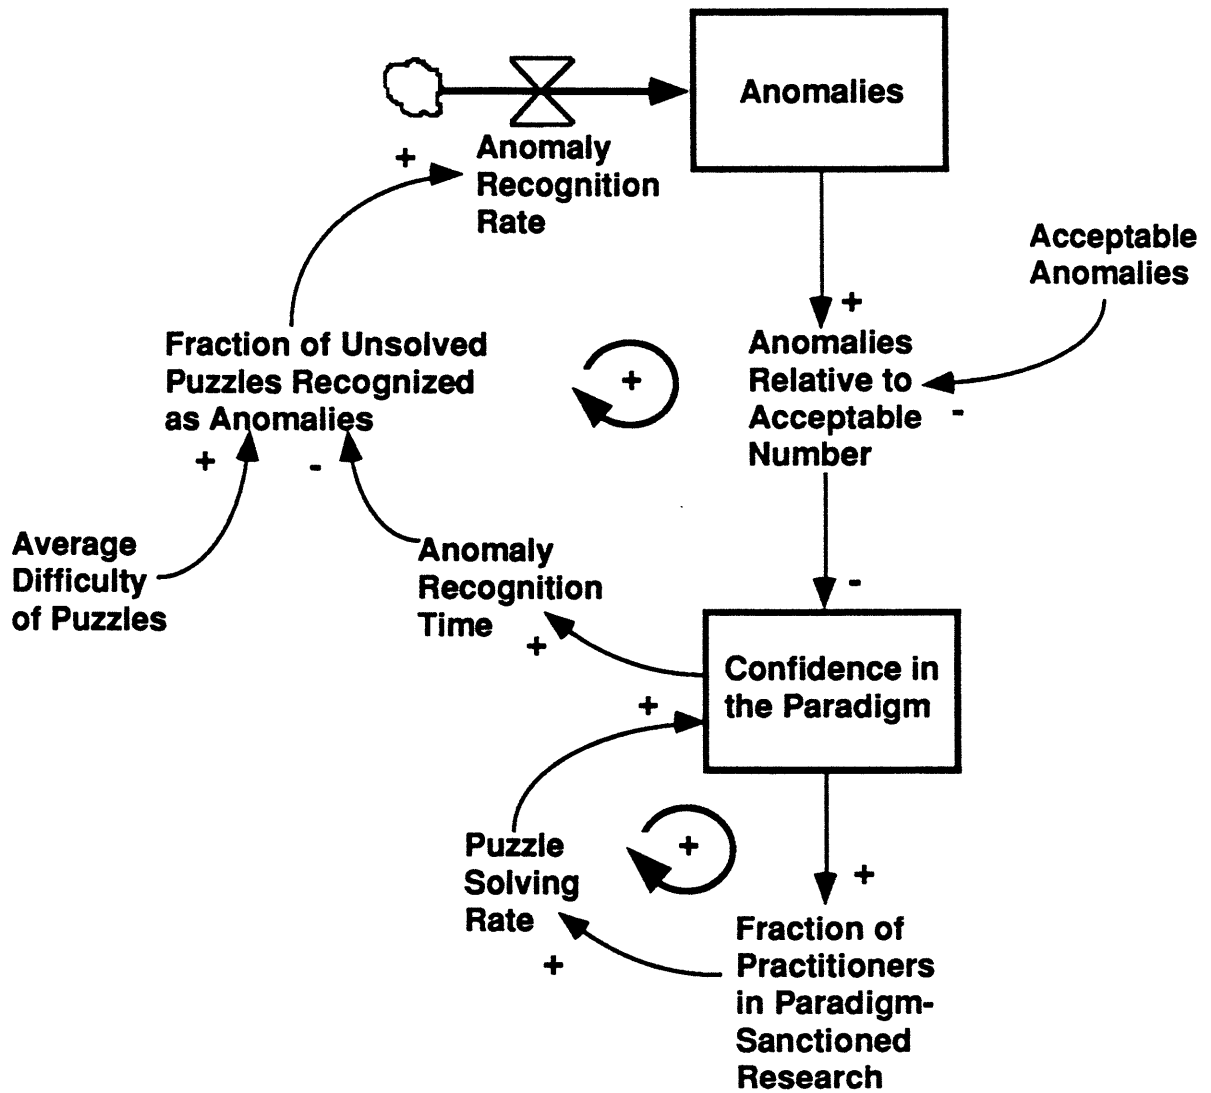 Anomalies
+
Anomaly
Recognition
Rate
Acceptable
Anomalies
+
Fraction of Unsolved
Puzzles Recognized
as Anomalies
+
Anomalies
Relative to
Acceptable
Number
-
+
-
Average
Difficulty
of Puzzles
Anomaly
Recognition
Time
-
+
Confidence in
the Paradigm
+
Puzzle
Solving
Rate
+
+
+
Fraction of
Practitioners
in Paradigm-
Sanctioned
Research